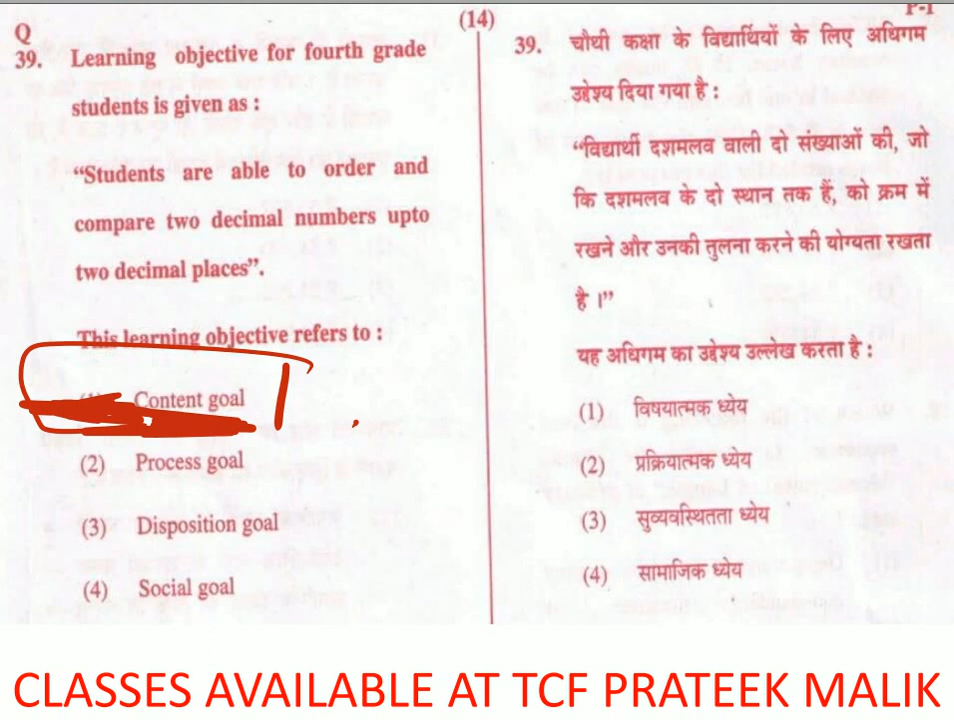 (14)
P-I
Q
39. Learning objective for fourth grade
students is given as :
“Students are able to order and
compare two decimal numbers upto
two decimal places”.
This learning objective refers to :
(1) Content goal
(2) Process goal
(3) Disposition goal
(4) Social goal
39. चौथी कक्षा के विद्यार्थियों के लिए अधिगम
उद्देश्य दिया गया है :
“विद्यार्थी दशमलव वाली दो संख्याओं की, जो
कि दशमलव के दो स्थान तक हैं, को क्रम में
रखने और उनकी तुलना करने की योग्यता रखता
है ।”
यह अधिगम का उद्देश्य उल्लेख करता है :
(1) विषयात्मक ध्येय
(2) प्रक्रियात्मक ध्येय
(3) सुव्यवस्थितता ध्येय
(4) सामाजिक ध्येय
CLASSES AVAILABLE AT TCF PRATEEK MALIK